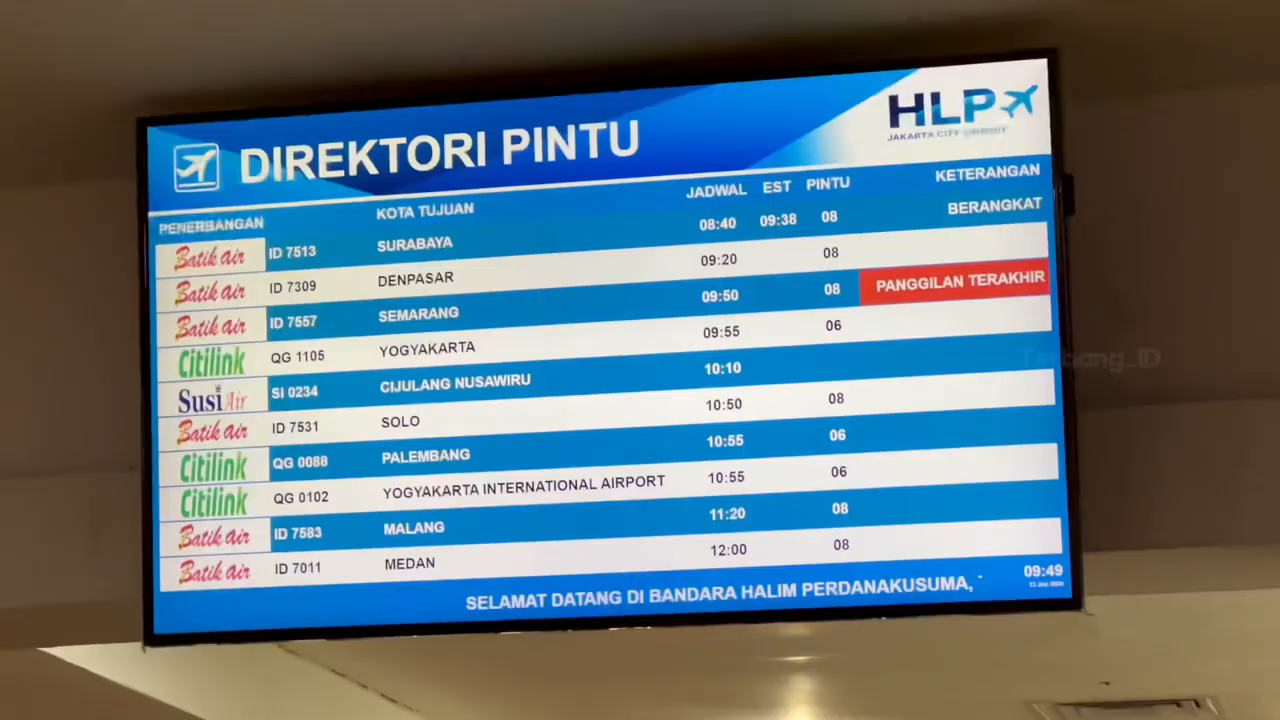 DIREKTORI PINTU
HLP
JAKARTA CITY AIRPORT
PENERBANGAN KOTA TUJUAN JADWAL EST PINTU KETERANGAN
Batik air ID 7513 SURABAYA 08:40 09:38 08 BERANGKAT
Batik air ID 7309 DENPASAR 09:20 08
Batik air ID 7557 SEMARANG 09:50 08 PANGGILAN TERAKHIR
Citilink QG 1105 YOGYAKARTA 09:55 06
Susi Air SI 0234 CIJULANG NUSAWIRU 10:10
Batik air ID 7531 SOLO 10:50 08
Citilink QG 0088 PALEMBANG 10:55 06
Citilink QG 0102 YOGYAKARTA INTERNATIONAL AIRPORT 10:55 06
Batik air ID 7583 MALANG 11:20 08
Batik air ID 7011 MEDAN 12:00 08
SELAMAT DATANG DI BANDARA HALIM PERDANAKUSUMA,
09:49
Terbang_ID